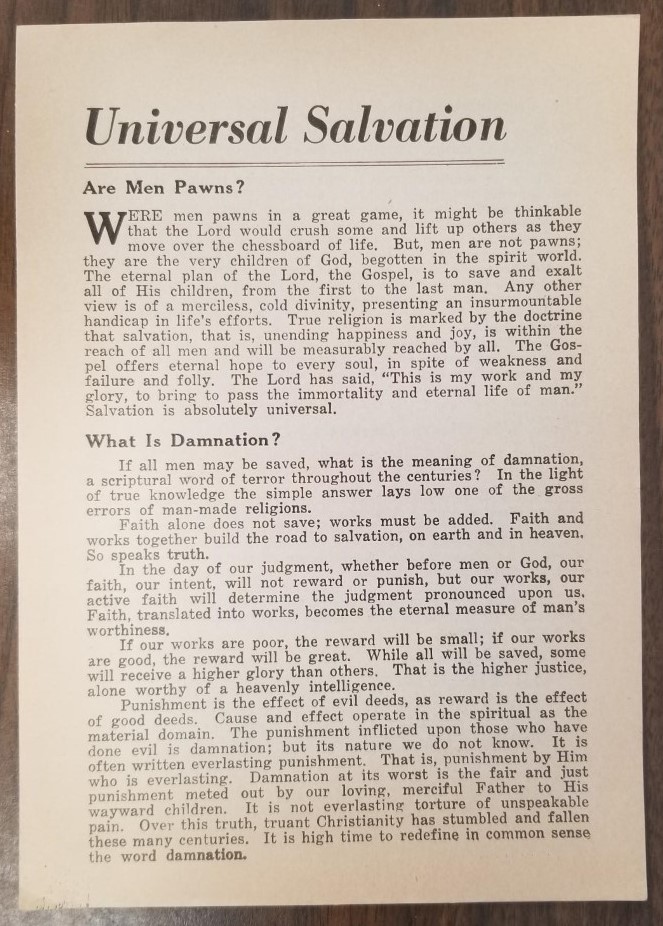 Universal Salvation
Are Men Pawns?
WERE men pawns in a great game, it might be thinkable
that the Lord would crush some and lift up others as they
move over the chessboard of life. But, men are not pawns;
they are the very children of God, begotten in the spirit world.
The eternal plan of the Lord, the Gospel, is to save and exalt
all of His children, from the first to the last man. Any other
view is of a merciless, cold divinity, presenting an insurmountable
handicap in life's efforts. True religion is marked by the doctrine
that salvation, that is, unending happiness and joy, is within the
reach of all men and will be measurably reached by all. The Gos-
pel offers eternal hope to every soul, in spite of weakness and
failure and folly. The Lord has said, “This is my work and my
glory, to bring to pass the immortality and eternal life of man.”
Salvation is absolutely universal.
What Is Damnation?
If all men may be saved, what is the meaning of damnation,
a scriptural word of terror throughout the centuries? In the light
of true knowledge the simple answer lays low one of the gross
errors of man-made religions.
Faith alone does not save; works must be added. Faith and
works together build the road to salvation, on earth and in heaven.
So speaks truth.
In the day of our judgment, whether before men or God, our
faith, our intent, will not reward or punish, but our works, our
active faith will determine the judgment pronounced upon us.
Faith, translated into works, becomes the eternal measure of man's
worthiness.
If our works are poor, the reward will be small; if our works
are good, the reward will be great. While all will be saved, some
will receive a higher glory than others. That is the higher justice,
alone worthy of a heavenly intelligence.
Punishment is the effect of evil deeds, as reward is the effect
of good deeds. Cause and effect operate in the spiritual as the
material domain. The punishment inflicted upon those who have
done evil is damnation; but its nature we do not know. It is
often written everlasting punishment. That is, punishment by Him
who is everlasting. Damnation at its worst is the fair and just
punishment meted out by our loving, merciful Father to His
wayward children. It is not everlasting torture of unspeakable
pain. Over this truth, truant Christianity has stumbled and fallen
these many centuries. It is high time to redefine in common sense
the word damnation.